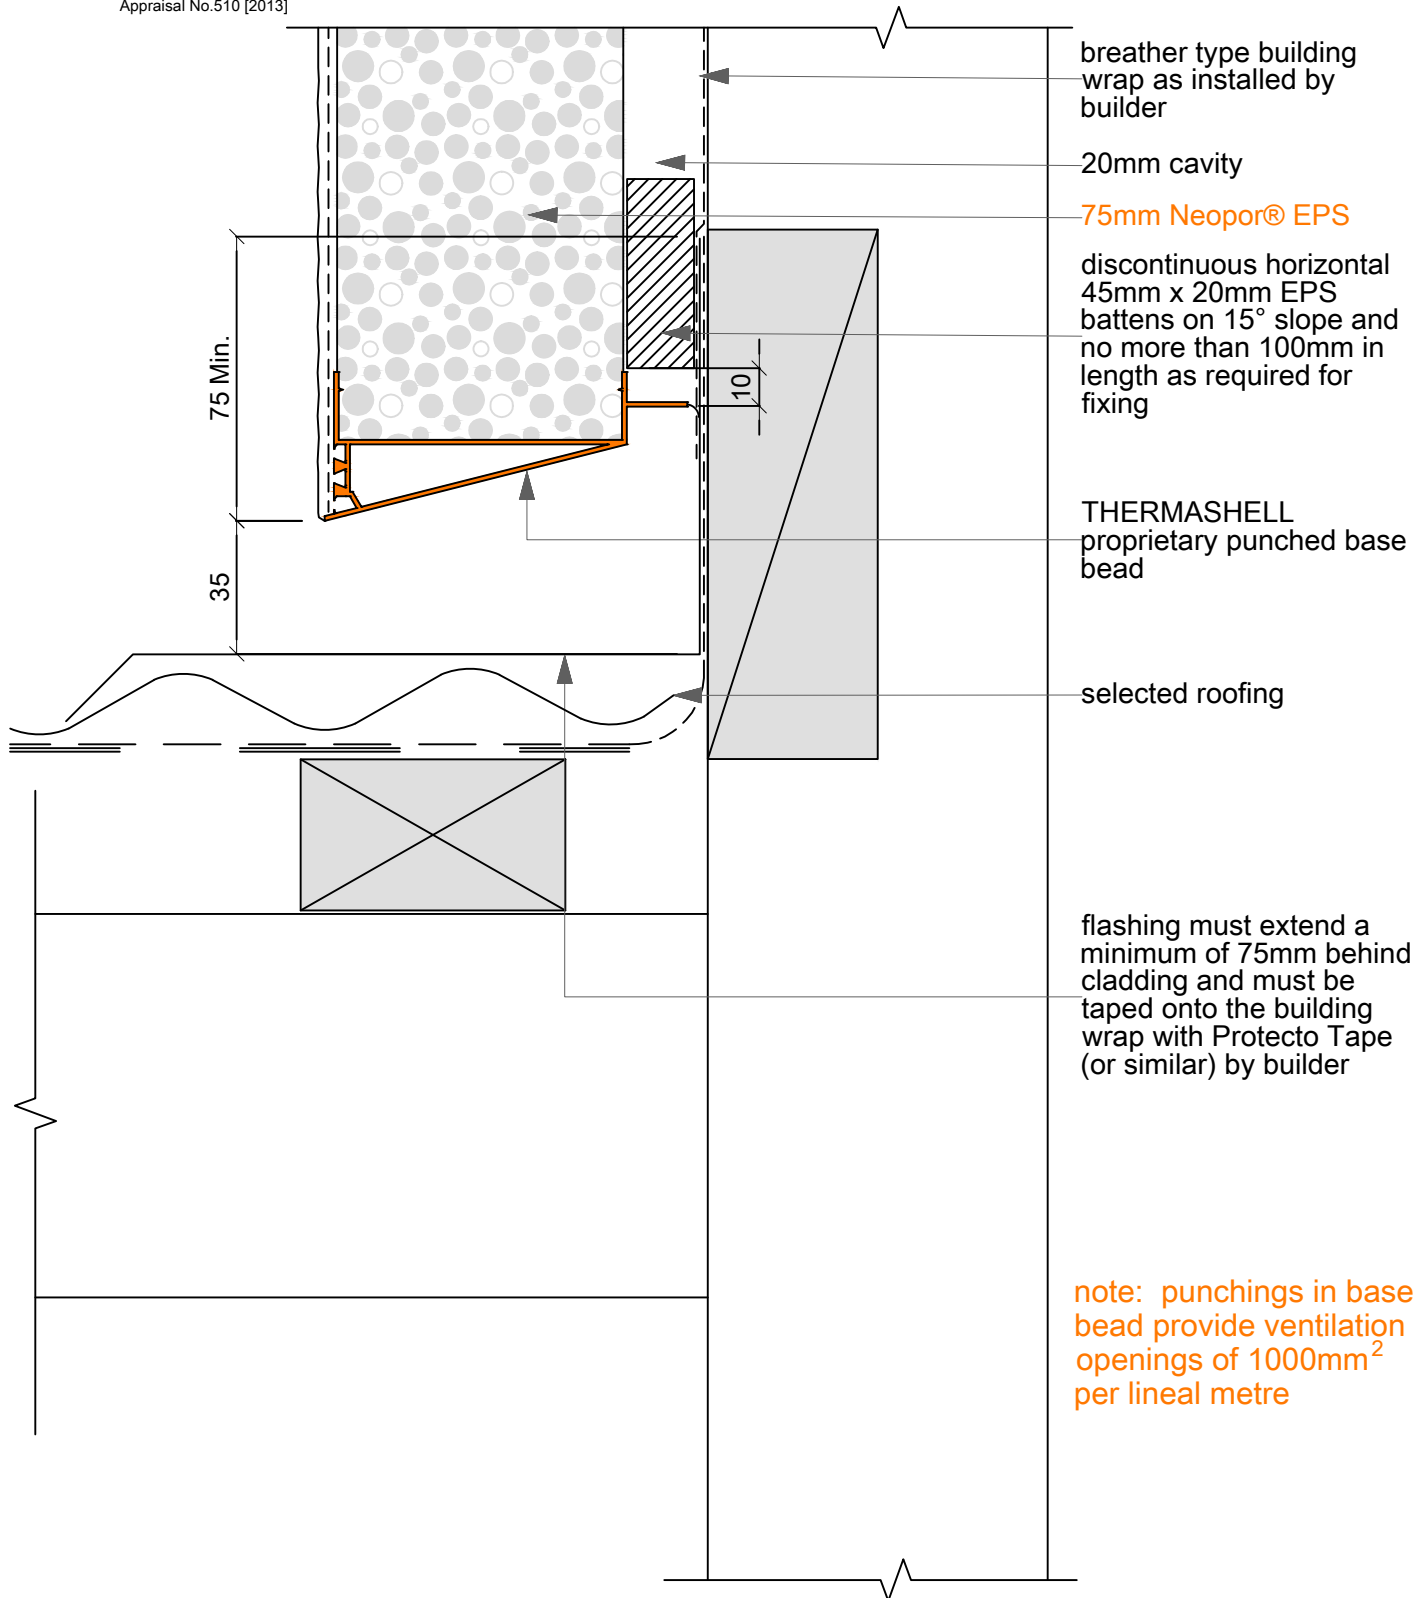 Appraisal No.510 [2013]
breather type building
wrap as installed by
builder
20mm cavity
75mm Neopor® EPS
discontinuous horizontal
45mm x 20mm EPS
battens on 15° slope and
no more than 100mm in
length as required for
fixing
75 Min.
10
35
THERMASHELL
proprietary punched base
bead
selected roofing
flashing must extend a
minimum of 75mm behind
cladding and must be
taped onto the building
wrap with Protecto Tape
(or similar) by builder
note: punchings in base
bead provide ventilation
openings of 1000mm²
per lineal metre